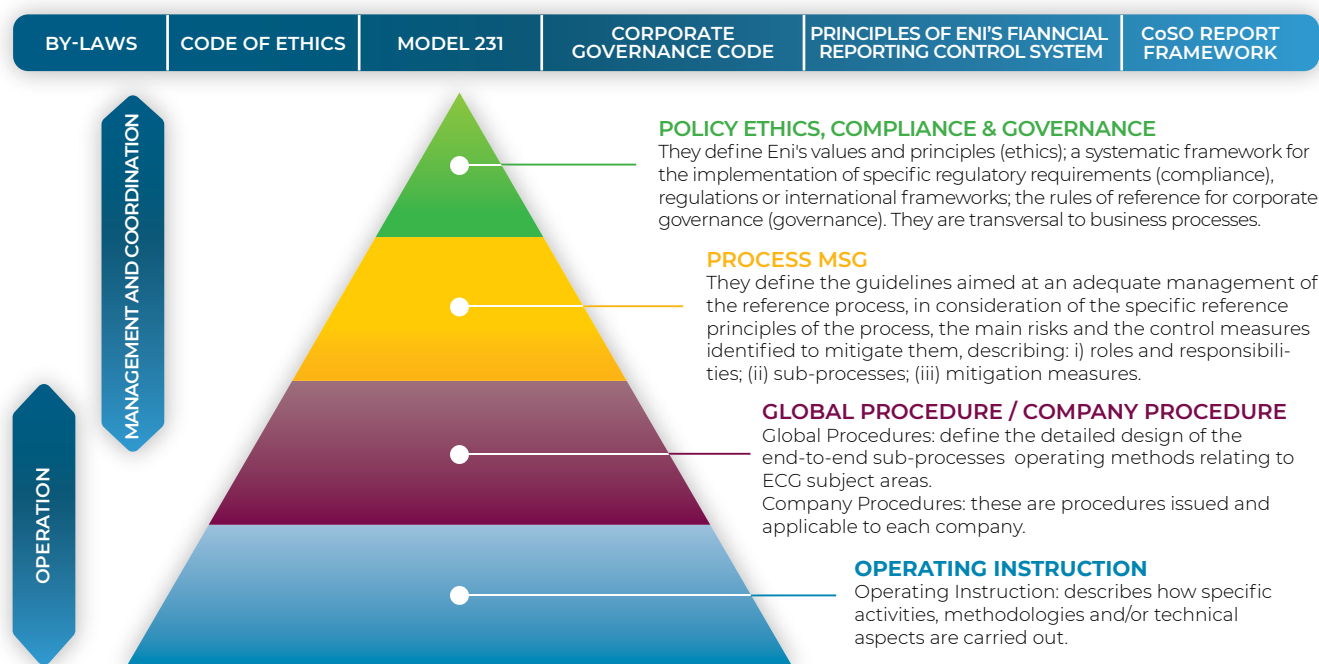 BY-LAWS
CODE OF ETHICS
MODEL 231
CORPORATE
GOVERNANCE CODE
PRINCIPLES OF ENI'S FIANNCIAL
REPORTING CONTROL SYSTEM
CoSO REPORT
FRAMEWORK
MANAGEMENT AND COORDINATION
OPERATION
POLICY ETHICS, COMPLIANCE & GOVERNANCE
They define Eni's values and principles (ethics); a systematic framework for
the implementation of specific regulatory requirements (compliance),
regulations or international frameworks; the rules of reference for corporate
governance (governance). They are transversal to business processes.
PROCESS MSG
They define the guidelines aimed at an adequate management of
the reference process, in consideration of the specific reference
principles of the process, the main risks and the control measures
identified to mitigate them, describing: i) roles and responsibili-
ties; (ii) sub-processes; (iii) mitigation measures.
GLOBAL PROCEDURE / COMPANY PROCEDURE
Global Procedures: define the detailed design of the
end-to-end sub-processes operating methods relating to
ECG subject areas.
Company Procedures: these are procedures issued and
applicable to each company.
OPERATING INSTRUCTION
Operating Instruction: describes how specific
activities, methodologies and/or technical
aspects are carried out.